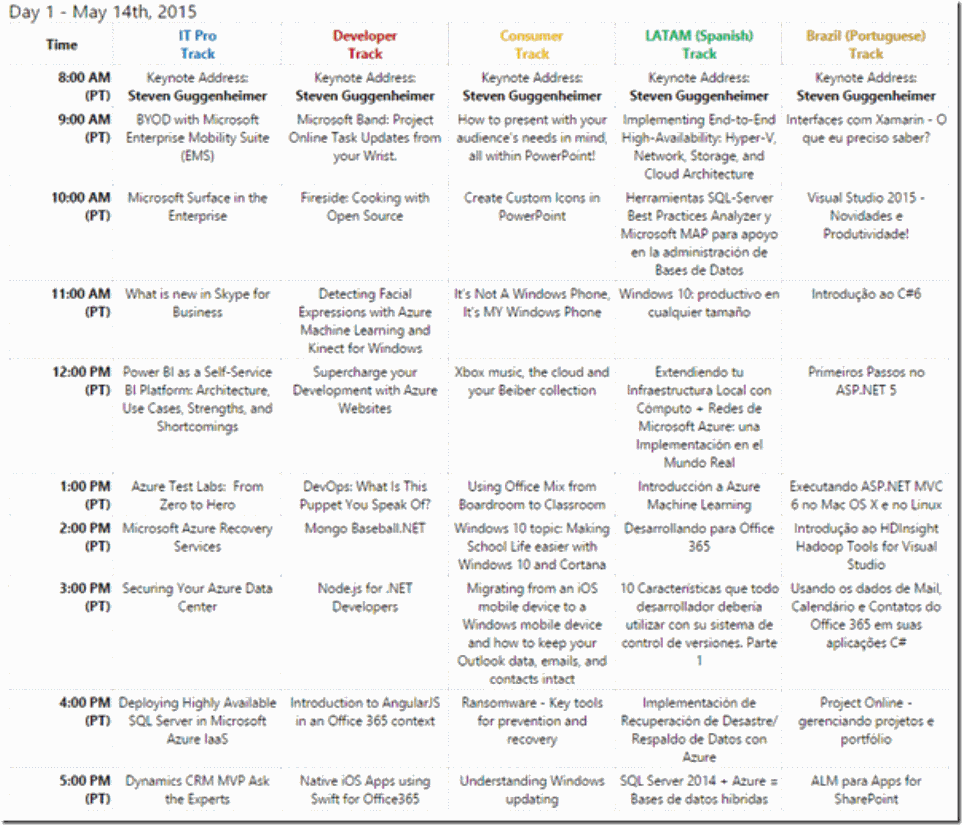 Day 1 - May 14th, 2015
Time
IT Pro
Track
Developer
Track
Consumer
Track
LATAM (Spanish)
Track
Brazil (Portuguese)
Track
8:00 AM
(PT)
Keynote Address:
Steven Guggenheimer
Keynote Address:
Steven Guggenheimer
Keynote Address:
Steven Guggenheimer
Keynote Address:
Steven Guggenheimer
Keynote Address:
Steven Guggenheimer
9:00 AM
(PT)
BYOD with Microsoft
Enterprise Mobility Suite
(EMS)
Microsoft Band: Project
Online Task Updates from
your Wrist.
How to present with your
audience's needs in mind,
all within PowerPoint!
Implementing End-to-End
High-Availability: Hyper-V,
Network, Storage, and
Cloud Architecture
Interfaces com Xamarin - O
que eu preciso saber?
10:00 AM
(PT)
Microsoft Surface in the
Enterprise
Fireside: Cooking with
Open Source
Create Custom Icons in
PowerPoint
Herramientas SQL-Server
Best Practices Analyzer y
Microsoft MAP para apoyo
en la administración de
Bases de Datos
Visual Studio 2015 -
Novidades e
Produtividade!
11:00 AM
(PT)
What is new in Skype for
Business
Detecting Facial
Expressions with Azure
Machine Learning and
Kinect for Windows
It's Not A Windows Phone,
It's MY Windows Phone
Windows 10: productivo en
cualquier tamaño
Introdução ao C#6
12:00 PM
(PT)
Power BI as a Self-Service
BI Platform: Architecture,
Use Cases, Strengths, and
Shortcomings
Supercharge your
Development with Azure
Websites
Xbox music, the cloud and
your Beiber collection
Extendiendo tu
Infraestructura Local con
Cómputo + Redes de
Microsoft Azure: una
Implementación en el
Mundo Real
Primeiros Passos no
ASP.NET 5
1:00 PM
(PT)
Azure Test Labs: From
Zero to Hero
DevOps: What Is This
Puppet You Speak Of?
Using Office Mix from
Boardroom to Classroom
Introducción a Azure
Machine Learning
Executando ASP.NET MVC
6 no Mac OS X e no Linux
2:00 PM
(PT)
Microsoft Azure Recovery
Services
Mongo Baseball.NET
Windows 10 topic: Making
School Life easier with
Windows 10 and Cortana
Desarrollando para Office
365
Introdução ao HDInsight
Hadoop Tools for Visual
Studio
3:00 PM
(PT)
Securing Your Azure Data
Center
Node.js for .NET
Developers
Migrating from an iOS
mobile device to a
Windows mobile device
and how to keep your
Outlook data, emails, and
contacts intact
10 Características que todo
desarrollador debería
utilizar con su sistema de
control de versiones. Parte
1
Usando os dados de Mail,
Calendário e Contatos do
Office 365 em suas
aplicações C#
4:00 PM
(PT)
Deploying Highly Available
SQL Server in Microsoft
Azure IaaS
Introduction to AngularJS
in an Office 365 context
Ransomware - Key tools
for prevention and
recovery
Implementación de
Recuperación de Desastre/
Respaldo de Datos con
Azure
Project Online -
gerenciando projetos e
portfólio
5:00 PM
(PT)
Dynamics CRM MVP Ask
the Experts
Native iOS Apps using
Swift for Office365
Understanding Windows
updating
SQL Server 2014 + Azure =
Bases de datos híbridas
ALM para Apps for
SharePoint